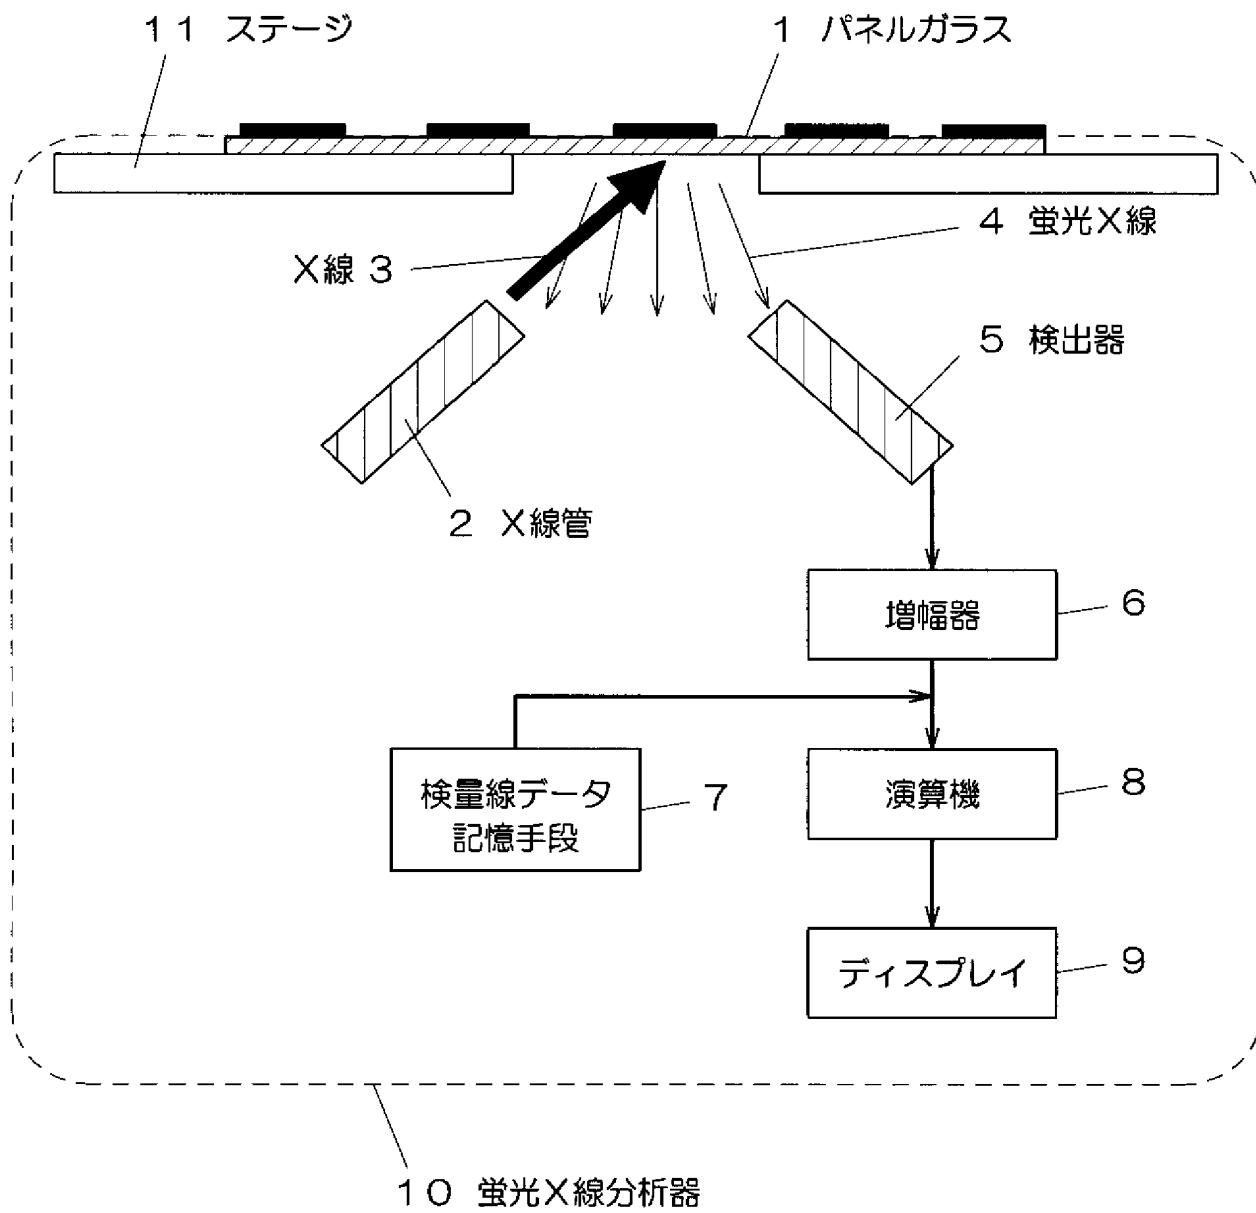 １１ ステージ
１ パネルガラス
４ 蛍光Ｘ線
Ｘ線 ３
５ 検出器
２ Ｘ線管
増幅器
６
検量線データ
記憶手段
７
演算機
８
ディスプレイ
９
１０ 蛍光Ｘ線分析器